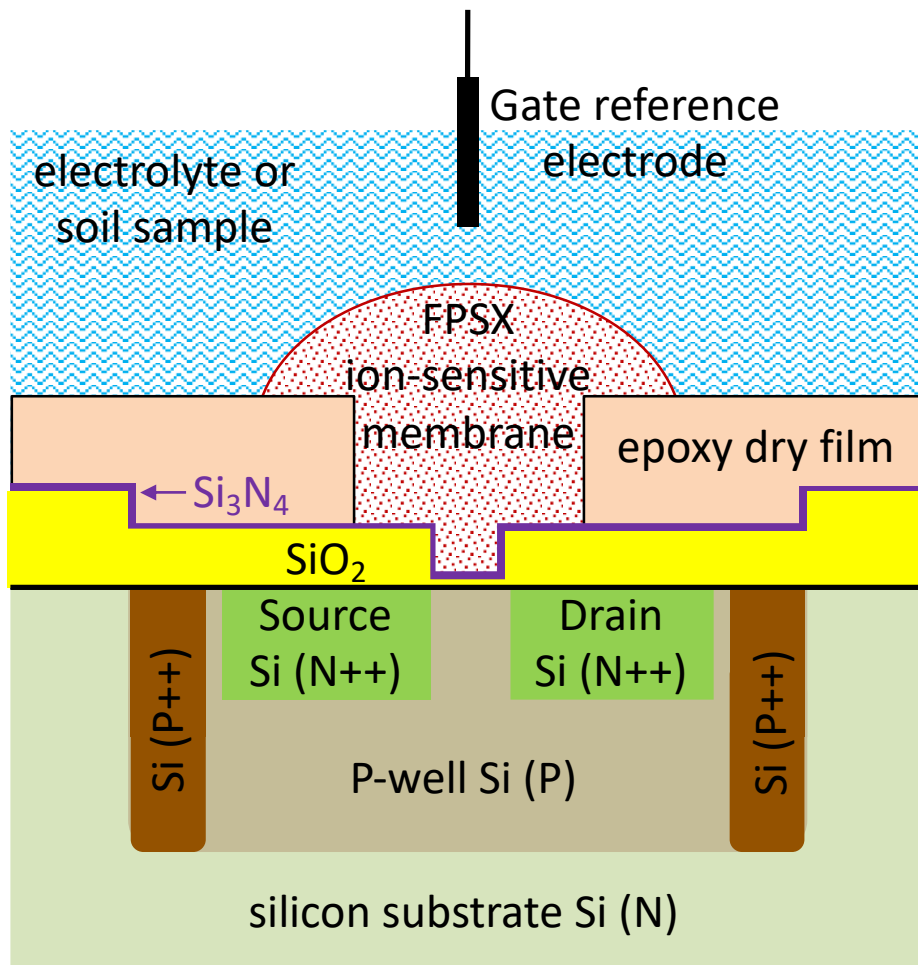 Gate reference
electrode
electrolyte or
soil sample
FPSX
ion-sensitive
membrane
epoxy dry film
Si₃N₄
SiO₂
Source
Si (N++)
Drain
Si (N++)
Si (P++)
Si (P++)
P-well Si (P)
silicon substrate Si (N)